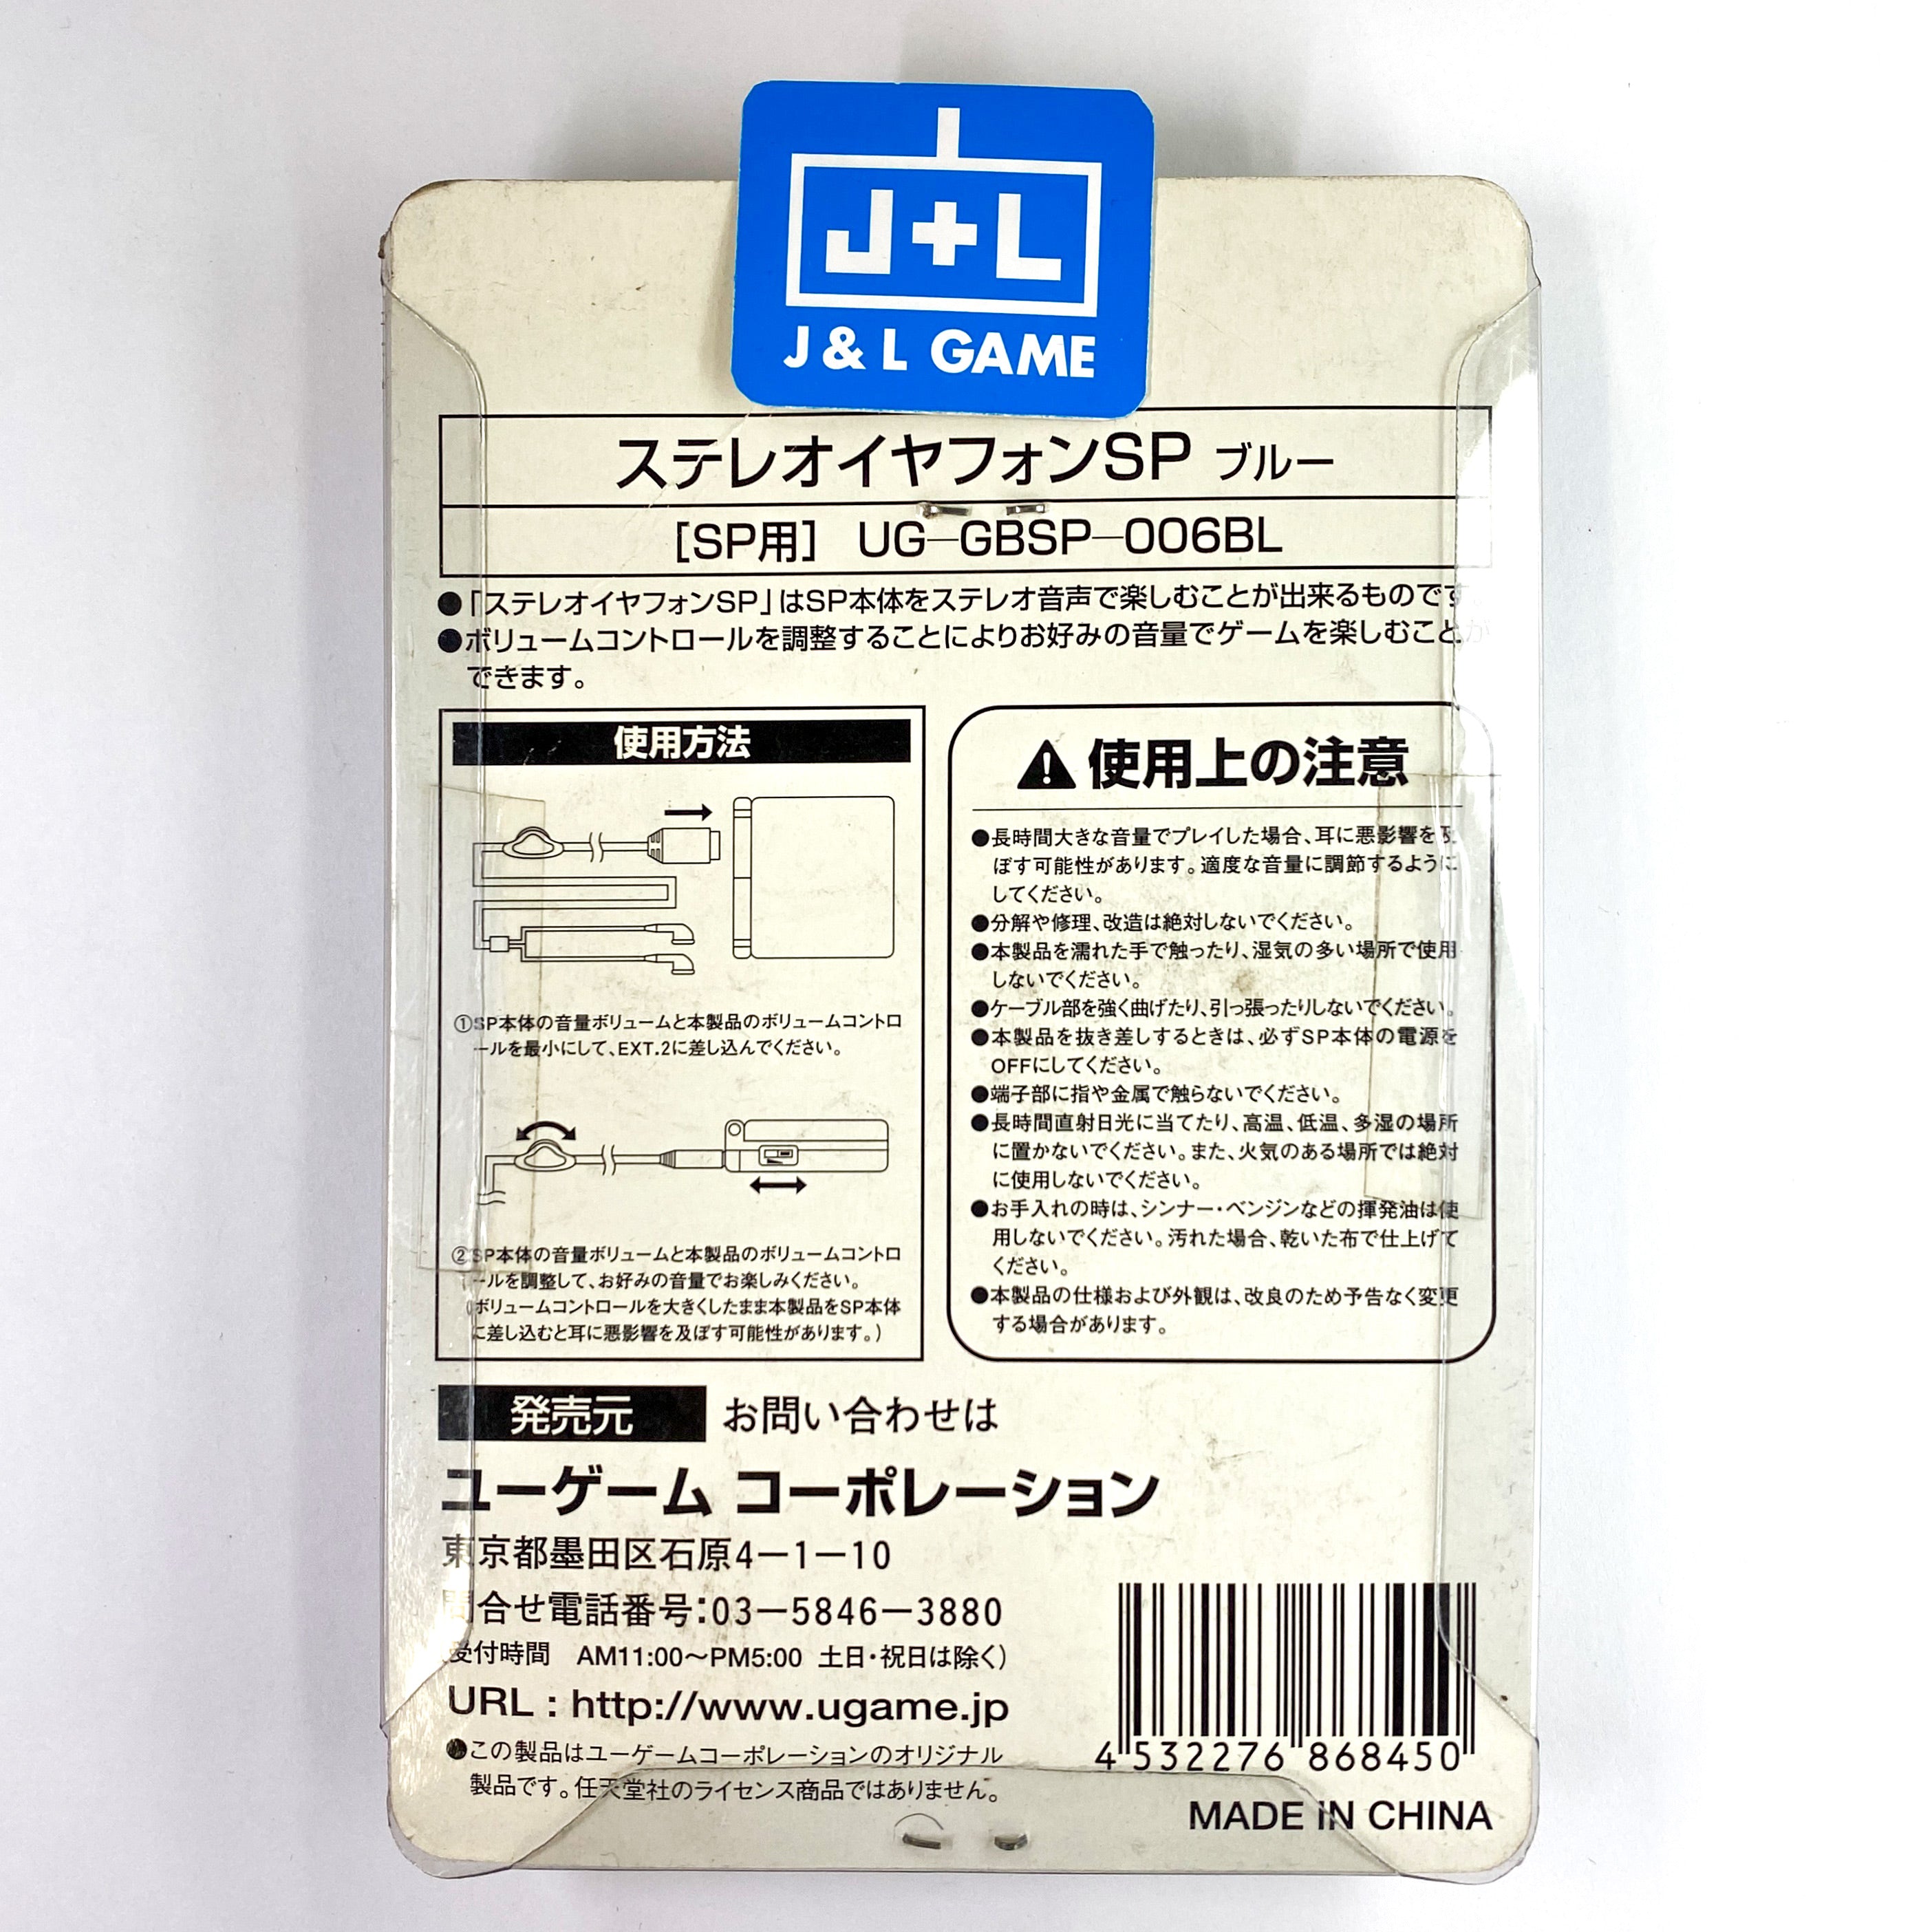 J+L
J & L GAME
ステレオイヤフォンSP ブルー
[SP用] UG-GBSP-006BL
●「ステレオイヤフォンSP」はSP本体をステレオ音声で楽しむことが出来るものです
●ボリュームコントロールを調整することによりお好みの音量でゲームを楽しむことが
できます。
使用方法
①SP本体の音量ボリュームと本製品のボリュームコントロ
ールを最小にして、EXT.2に差し込んでください。
②SP本体の音量ボリュームと本製品のボリュームコントロ
ールを調整して、お好みの音量でお楽しみください。
(ボリュームコントロールを大きくしたまま本製品をSP本体
に差し込むと耳に悪影響を及ぼす可能性があります。)
使用上の注意
●長時間大きな音量でプレイした場合、耳に悪影響を及
ぼす可能性があります。適度な音量に調節するように
してください。
●分解や修理、改造は絶対しないでください。
●本製品を濡れた手で触ったり、湿気の多い場所で使用
しないでください。
●ケーブル部を強く曲げたり、引っ張ったりしないでください。
●本製品を抜き差しするときは、必ずSP本体の電源を
OFFにしてください。
●端子部に指や金属で触らないでください。
●長時間直射日光に当てたり、高温、低温、多湿の場所
に置かないでください。また、火気のある場所では絶対
に使用しないでください。
●お手入れの時は、シンナー・ベンジンなどの揮発油は使
用しないでください。汚れた場合、乾いた布で仕上げて
ください。
●本製品の仕様および外観は、改良のため予告なく変更
する場合があります。
発売元 お問い合わせは
ユーゲーム コーポレーション
東京都墨田区石原4-1-10
問合せ電話番号:03-5846-3880
受付時間 AM11:00〜PM5:00 土日・祝日は除く)
URL : http://www.ugame.jp
●この製品はユーゲームコーポレーションのオリジナル
製品です。任天堂社のライセンス商品ではありません。
4 532276 868450
MADE IN CHINA